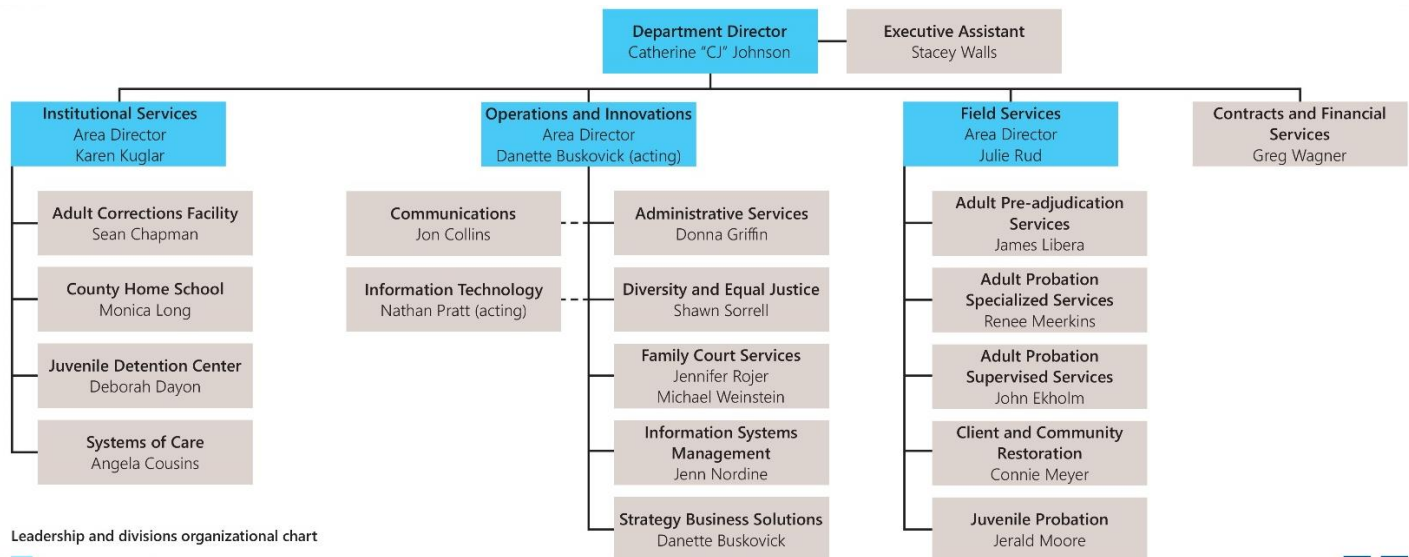 Department Director
Catherine "CJ" Johnson
Executive Assistant
Stacey Walls
Institutional Services
Area Director
Karen Kuglar
Operations and Innovations
Area Director
Danette Buskovick (acting)
Field Services
Area Director
Julie Rud
Contracts and Financial
Services
Greg Wagner
Adult Corrections Facility
Sean Chapman
County Home School
Monica Long
Juvenile Detention Center
Deborah Dayon
Systems of Care
Angela Cousins
Communications
Jon Collins
Information Technology
Nathan Pratt (acting)
Administrative Services
Donna Griffin
Diversity and Equal Justice
Shawn Sorrell
Family Court Services
Jennifer Rojer
Michael Weinstein
Information Systems
Management
Jenn Nordine
Strategy Business Solutions
Danette Buskovick
Adult Pre-adjudication
Services
James Libera
Adult Probation
Specialized Services
Renee Meerkins
Adult Probation
Supervised Services
John Ekholm
Client and Community
Restoration
Connie Meyer
Juvenile Probation
Jerald Moore
Leadership and divisions organizational chart